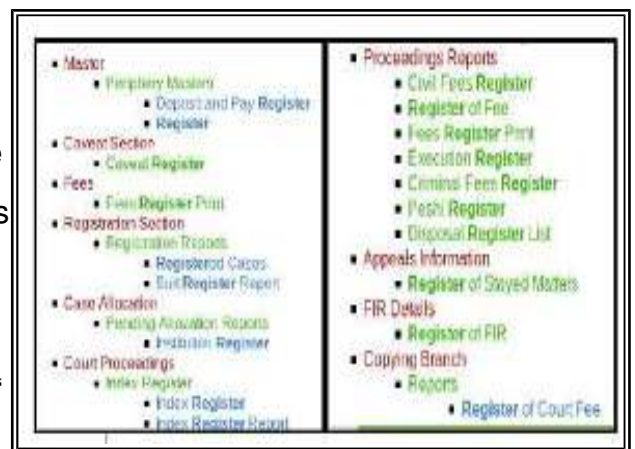 Master
Periphery Masters
Deposit and Pay Register
Register
Caveat Section
Caveat Register
Fees
Fees Register Print
Registration Section
Registration Reports
Registered Cases
Suit Register Report
Case Allocation
Pending Allocation Reports
Institution Register
Court Proceedings
Index Register
Index Register
Index Register Report
Proceedings Reports
Civil Fees Register
Register of Fee
Fees Register Print
Execution Register
Criminal Fees Register
Peshi Register
Disposal Register List
Appeals Information
Register of Stayed Matters
FIR Details
Register of FIR
Copying Branch
Reports
Register of Court Fee